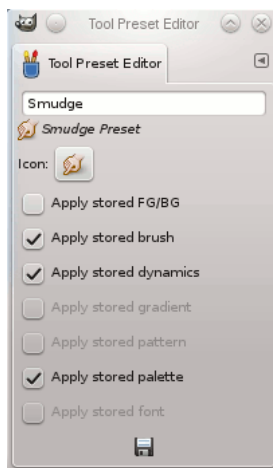 Tool Preset Editor
Tool Preset Editor
Smudge
Smudge Preset
Icon:
Apply stored FG/BG
Apply stored brush
Apply stored dynamics
Apply stored gradient
Apply stored pattern
Apply stored palette
Apply stored font